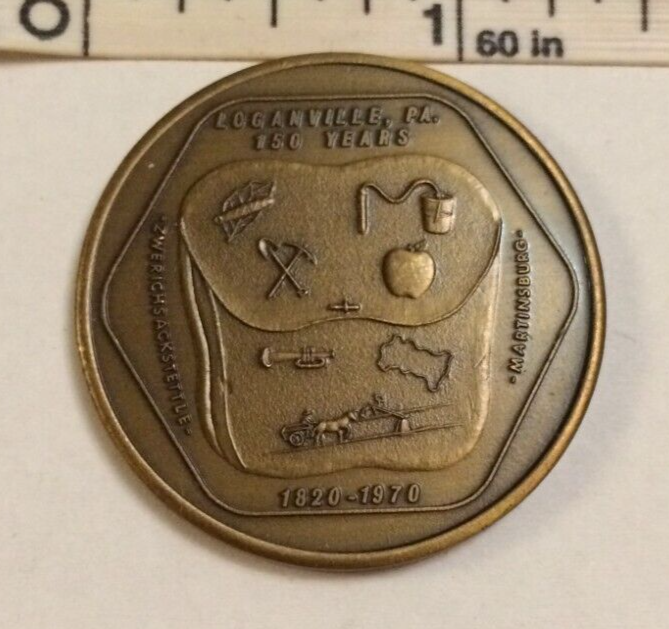 0
1
60 in
LOGANVILLE, PA.
150 YEARS
-ZWERICHSACKSTETTLE-
-MARTINSBURG-
1820-1970